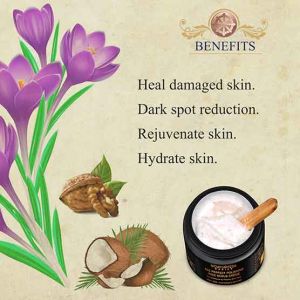 BENEFITS
Heal damaged skin.
Dark spot reduction.
Rejuvenate skin.
Hydrate skin.